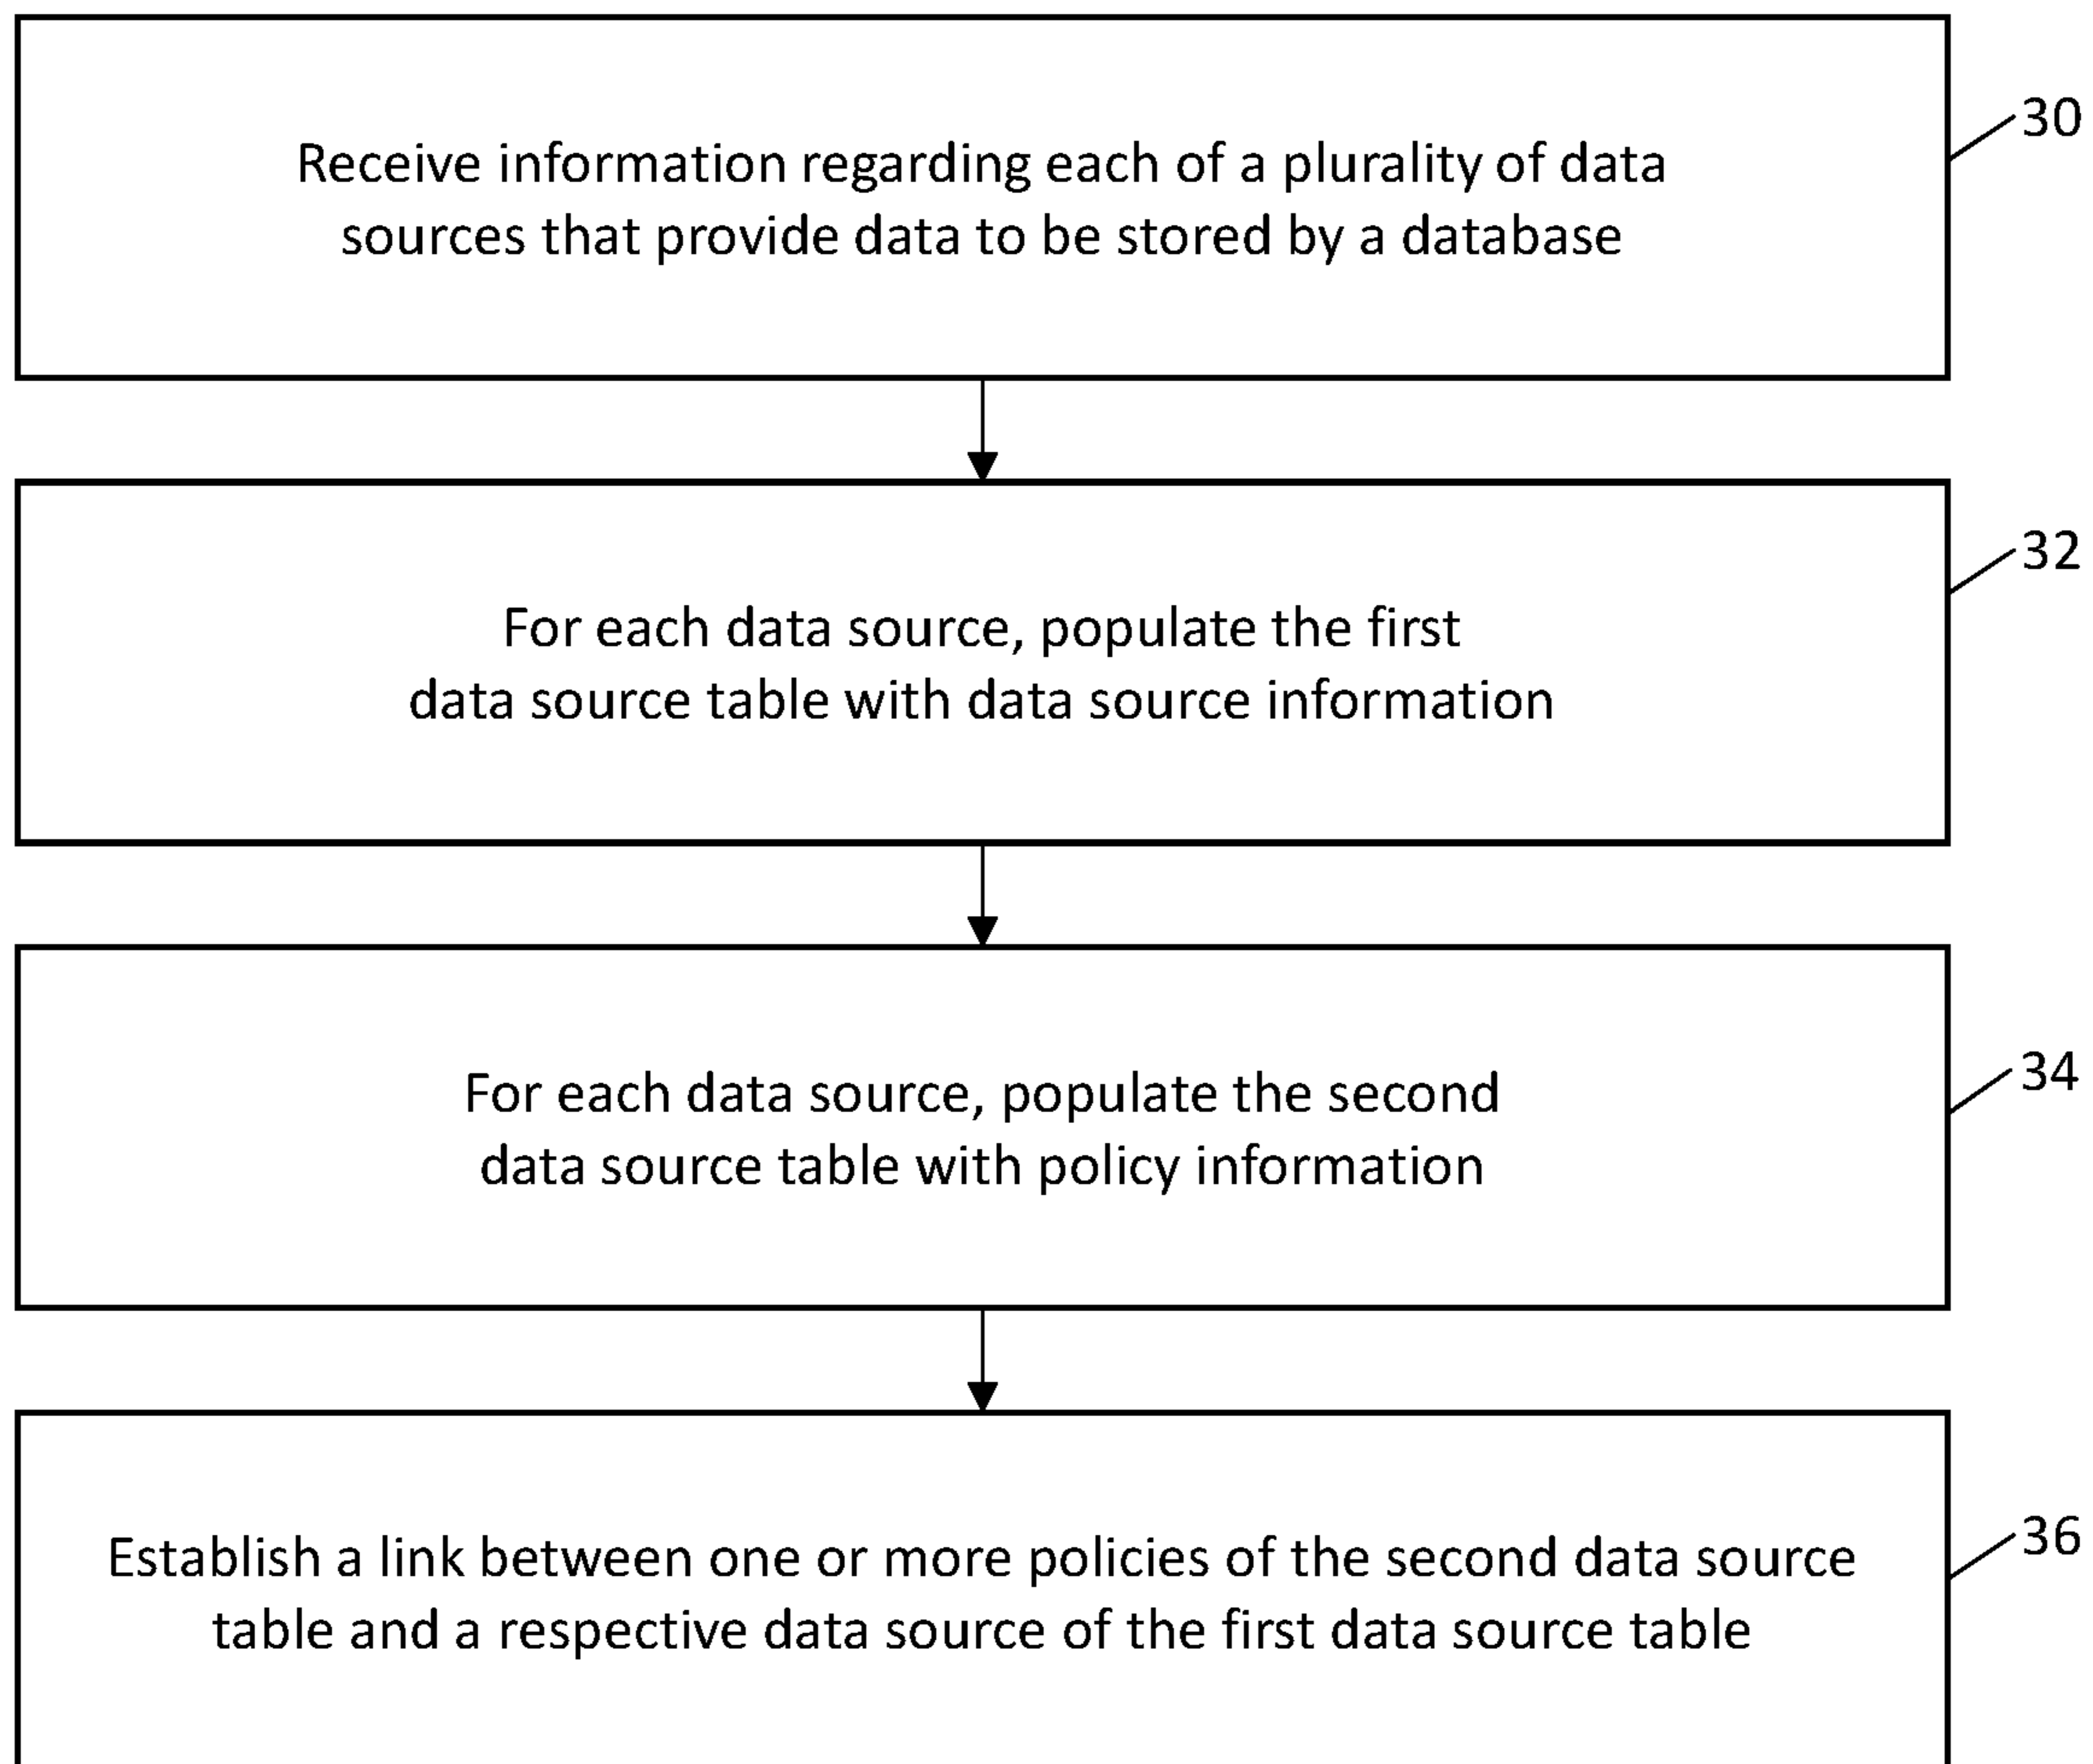 Receive information regarding each of a plurality of data
sources that provide data to be stored by a database
30
For each data source, populate the first
data source table with data source information
32
For each data source, populate the second
data source table with policy information
34
Establish a link between one or more policies of the second data source
table and a respective data source of the first data source table
36